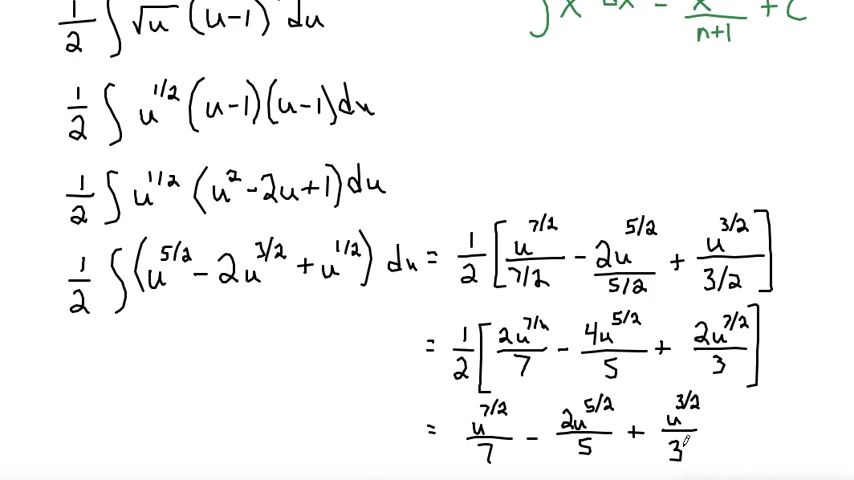 1/2 ∫ √u (u-1) du
∫ x dx = x/(n+1) + C
1/2 ∫ u^(1/2) (u-1)(u-1)du
1/2 ∫ u^(1/2) (u^2 -2u+1)du
1/2 ∫ (u^(5/2) - 2u^(3/2) + u^(1/2)) du = 1/2 [u^(7/2)/(7/2) - 2u^(5/2)/(5/2) + u^(3/2)/(3/2)]
= 1/2 [2u^(7/2)/7 - 4u^(5/2)/5 + 2u^(7/2)/3]
= u^(7/2)/7 - 2u^(5/2)/5 + u^(3/2)/3